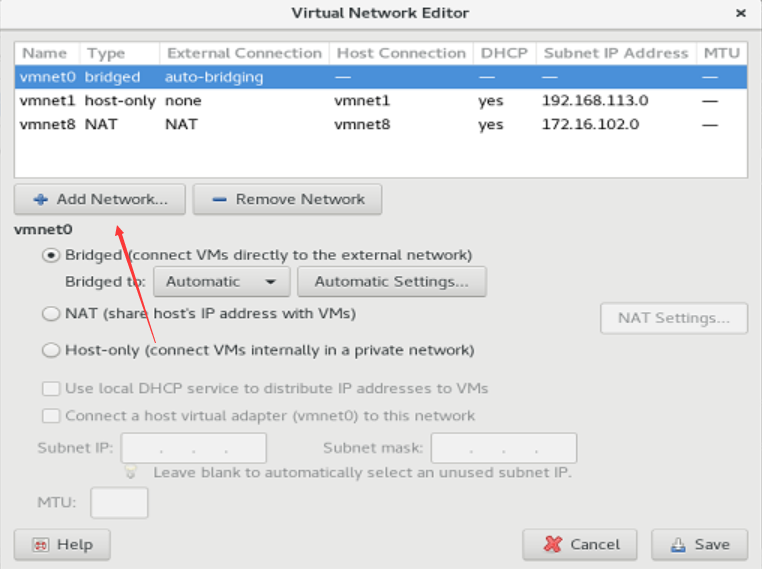 Virtual Network Editor
Name Type External Connection Host Connection DHCP Subnet IP Address MTU
vmnet0 bridged auto-bridging — — — —
vmnet1 host-only none vmnet1 yes 192.168.113.0 —
vmnet8 NAT NAT vmnet8 yes 172.16.102.0 —
Add Network... Remove Network
vmnet0
Bridged (connect VMs directly to the external network)
Bridged to: Automatic Automatic Settings...
NAT (share host's IP address with VMs) NAT Settings...
Host-only (connect VMs internally in a private network)
Use local DHCP service to distribute IP addresses to VMs
Connect a host virtual adapter (vmnet0) to this network
Subnet IP: . . . Subnet mask: . . .
Leave blank to automatically select an unused subnet IP.
MTU:
Help Cancel Save